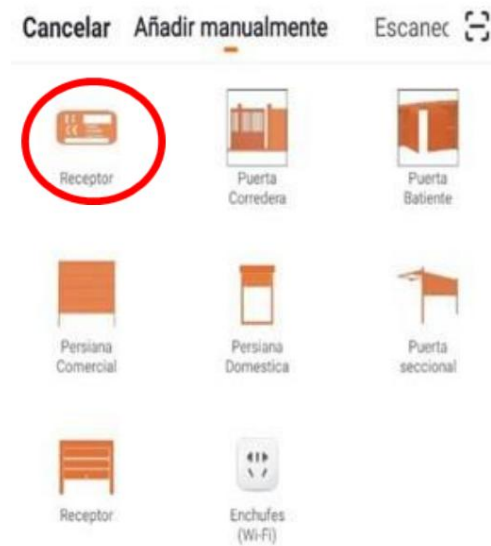 Cancelar Añadir manualmente Escanec
Receptor
Puerta
Corredera
Puerta
Batiente
Persiana
Comercial
Persiana
Domestica
Puerta
seccional
Receptor
Enchufes
(Wi-Fi)